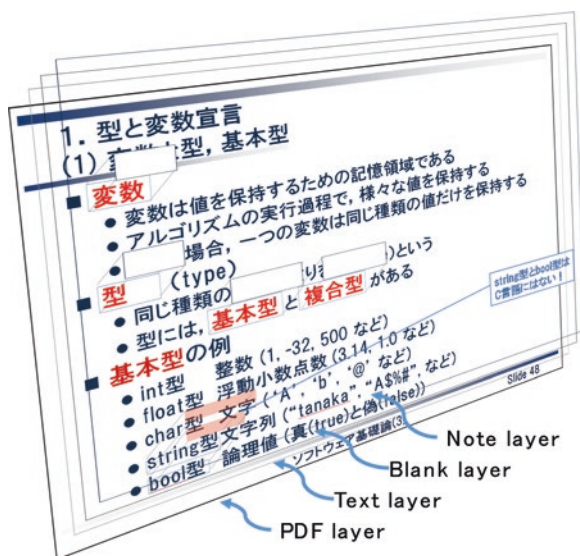 1. 型と変数宣言
(1) 変数と型, 基本型
■ 変数
● 変数は値を保持するための記憶領域である
● アルゴリズムの実行過程で, 様々な値を保持する
● 場合, 一つの変数は同じ種類の値だけを保持する
■ 型 (type)
● 同じ種類の り という
● 型には, 基本型と複合型がある
string型とbool型は
C言語にはない!
■ 基本型の例
● int型 整数 (1, -32, 500 など)
● float型 浮動小数点数 (3.14, 1.0 など)
● char型 文字 ('A', 'b', '@' など)
● string型 文字列 ("tanaka", "A$%#", など)
● bool型 論理値 (真(true)と偽(false))
ソフトウェア基礎論(3)
Slide 48
Note layer
Blank layer
Text layer
PDF layer